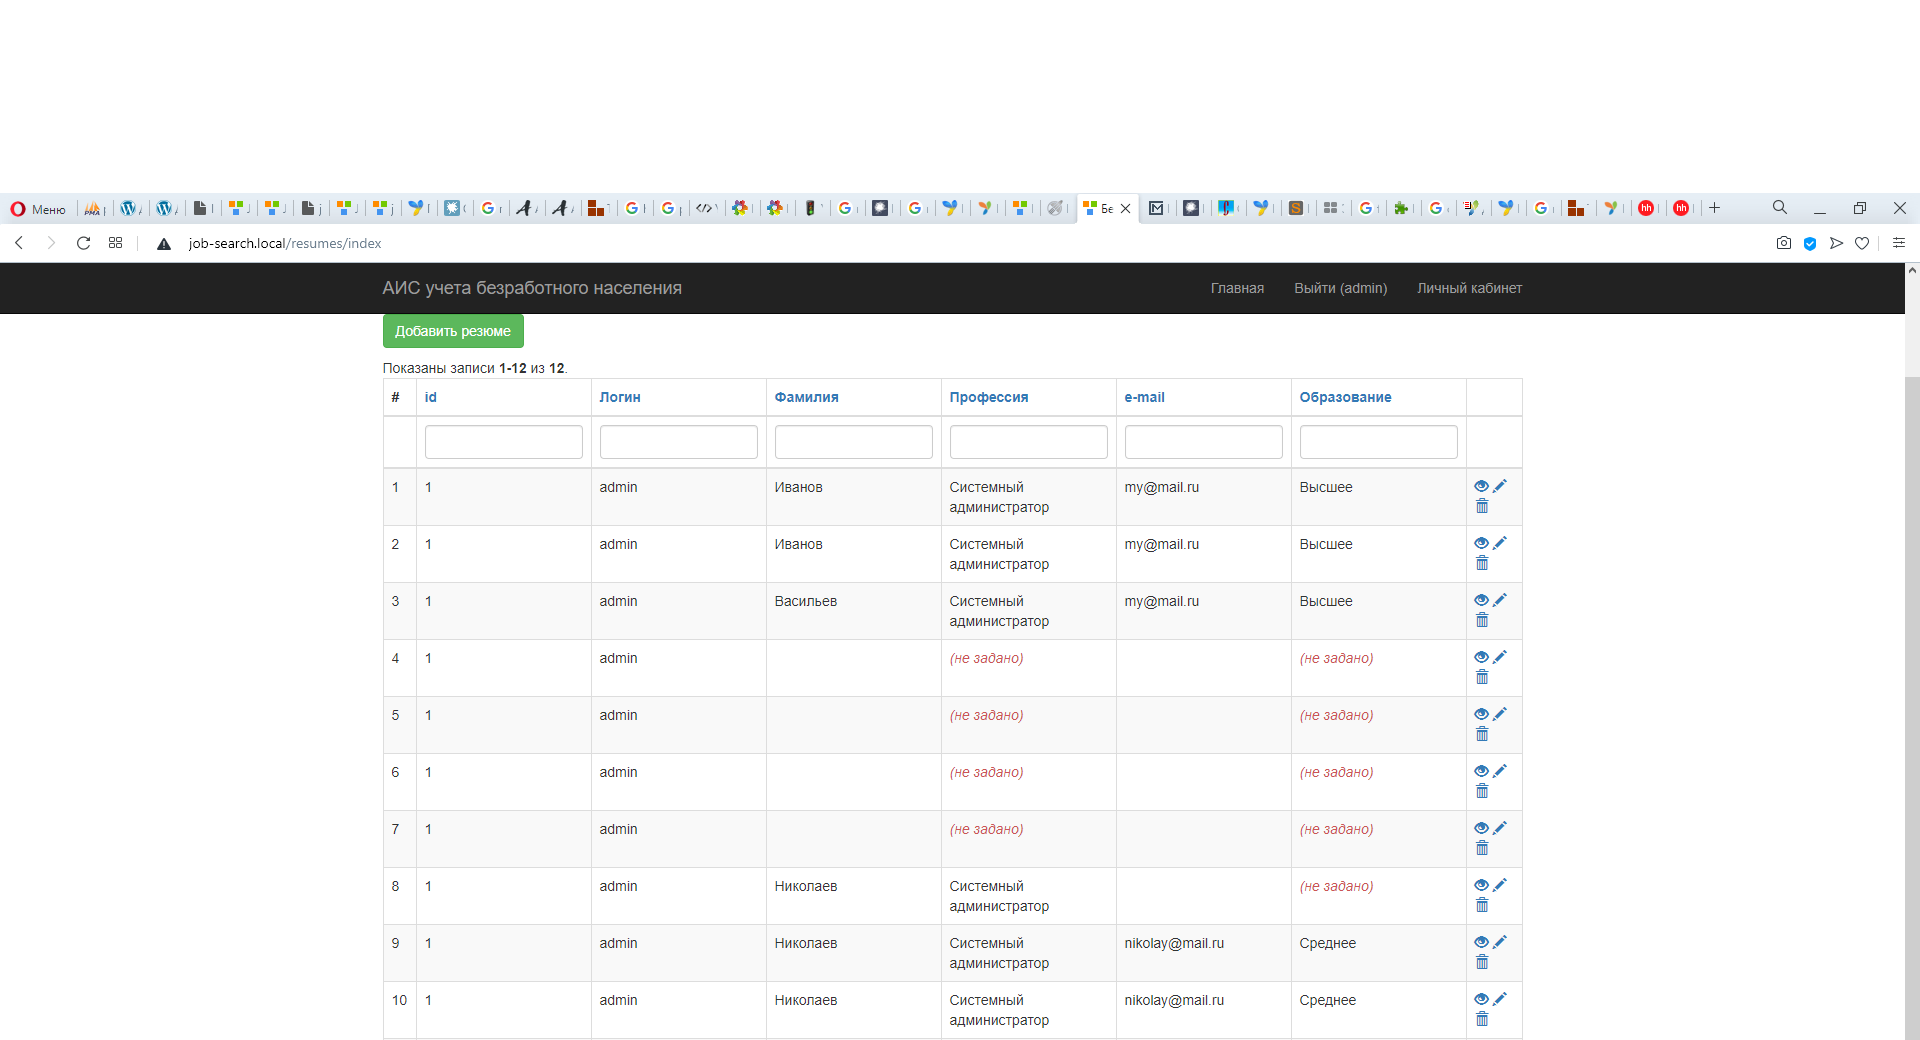 Меню
job-search.local/resumes/index
АИС учета безработного населения
Главная
Выйти (admin)
Личный кабинет
Добавить резюме
Показаны записи 1-12 из 12.
# id Логин Фамилия Профессия e-mail Образование
1 1 admin Иванов Системный администратор my@mail.ru Высшее
2 1 admin Иванов Системный администратор my@mail.ru Высшее
3 1 admin Васильев Системный администратор my@mail.ru Высшее
4 1 admin (не задано) (не задано)
5 1 admin (не задано) (не задано)
6 1 admin (не задано) (не задано)
7 1 admin (не задано) (не задано)
8 1 admin Николаев Системный администратор (не задано)
9 1 admin Николаев Системный администратор nikolay@mail.ru Среднее
10 1 admin Николаев Системный администратор nikolay@mail.ru Среднее